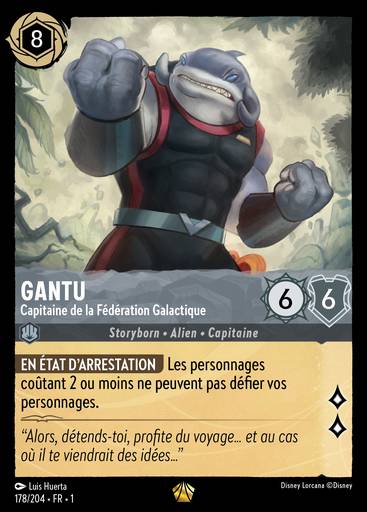 8
GANTU
Capitaine de la Fédération Galactique
6
6
Storyborn • Alien • Capitaine
EN ÉTAT D'ARRESTATION Les personnages
coûtant 2 ou moins ne peuvent pas défier vos
personnages.
“Alors, détends-toi, profite du voyage... et au cas
où il te viendrait des idées...”
Luis Huerta
178/204 • FR • 1
Disney Lorcana ©Disney